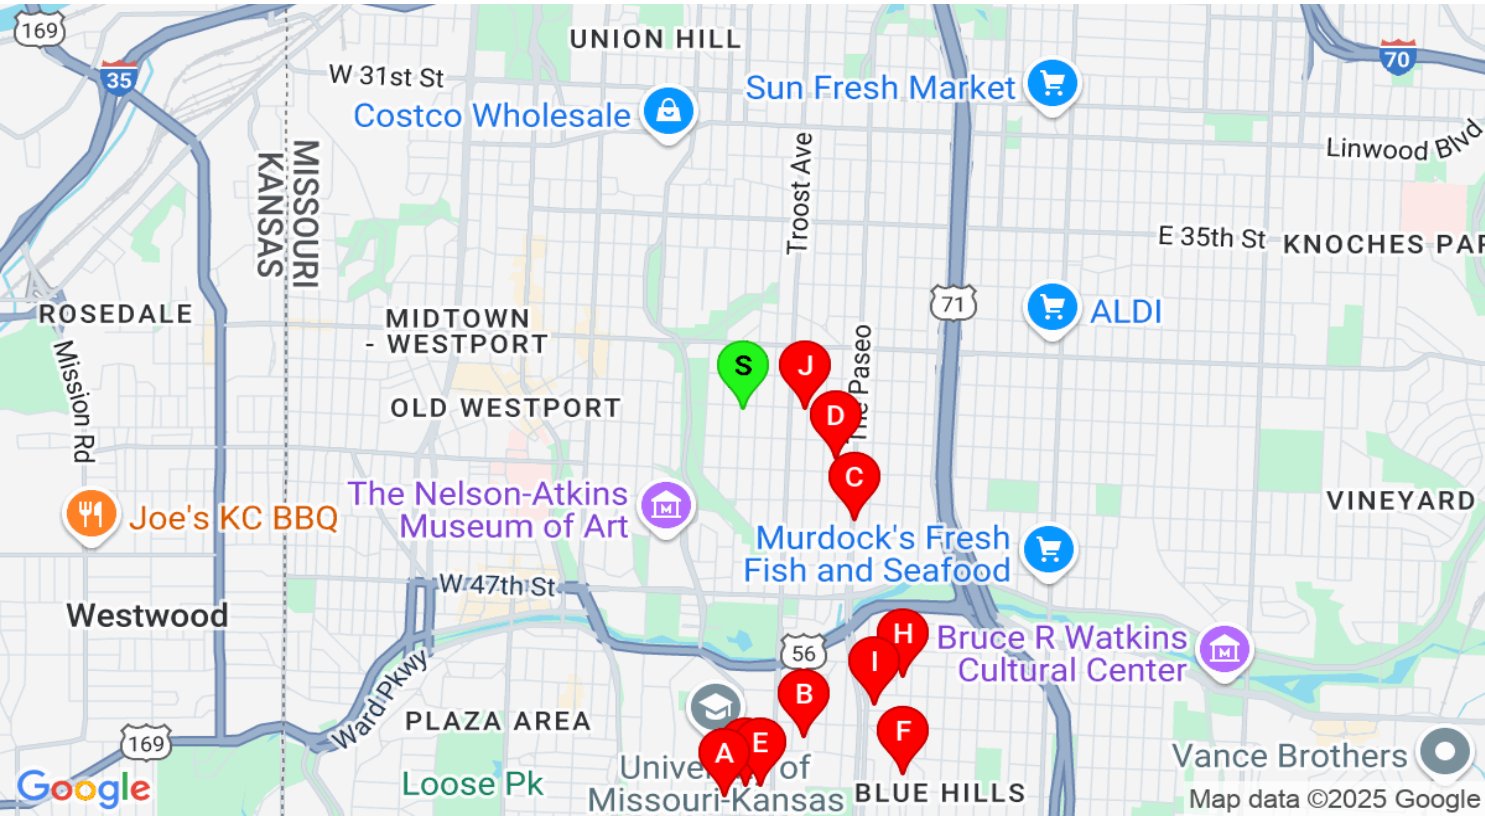 169
UNION HILL
35
W 31st St
70
Sun Fresh Market
Costco Wholesale
Linwood Blvd
MISSOURI
KANSAS
Troost Ave
E 35th St
KNOCHES PAR
71
ALDI
ROSEDALE
MIDTOWN
- WESTPORT
The Paseo
S
J
Mission Rd
OLD WESTPORT
D
C
The Nelson-Atkins
Museum of Art
VINEYARD
Joe's KC BBQ
Murdock's Fresh
Fish and Seafood
W 47th St
Westwood
H
Bruce R Watkins
Cultural Center
56
I
Ward Pkwy
B
PLAZA AREA
F
169
A
E
Vance Brothers
University of
Missouri-Kansas
Loose Pk
BLUE HILLS
Google
Map data ©2025 Google